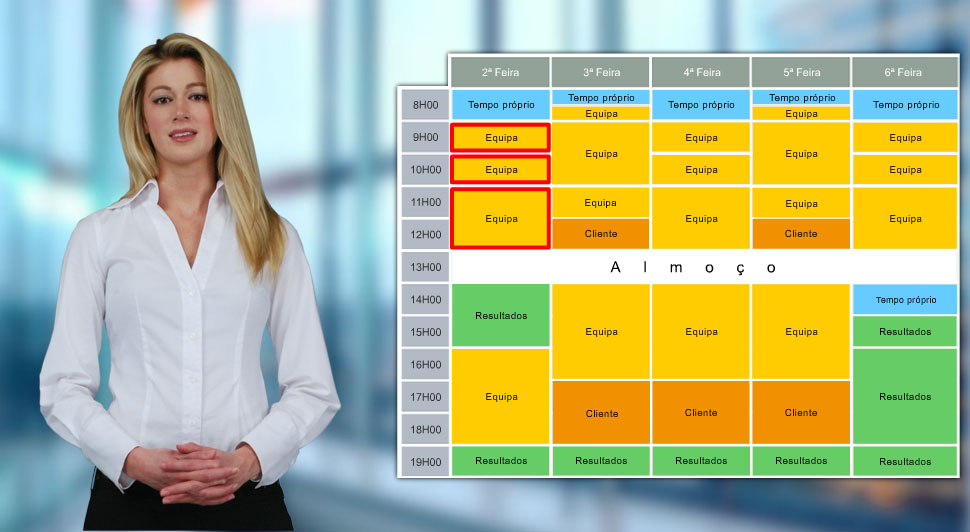 2ª Feira 3ª Feira 4ª Feira 5ª Feira 6ª Feira
8H00 Tempo próprio Tempo próprio Tempo próprio Tempo próprio Tempo próprio
Equipa Equipa
9H00 Equipa Equipa Equipa
Equipa Equipa
10H00 Equipa Equipa Equipa
11H00 Equipa Equipa
Equipa Equipa Equipa
12H00 Cliente Cliente
13H00 Almoço
14H00 Tempo próprio
Resultados
15H00 Equipa Equipa Equipa Resultados
16H00
17H00 Equipa Resultados
Cliente Cliente Cliente
18H00
19H00 Resultados Resultados Resultados Resultados Resultados